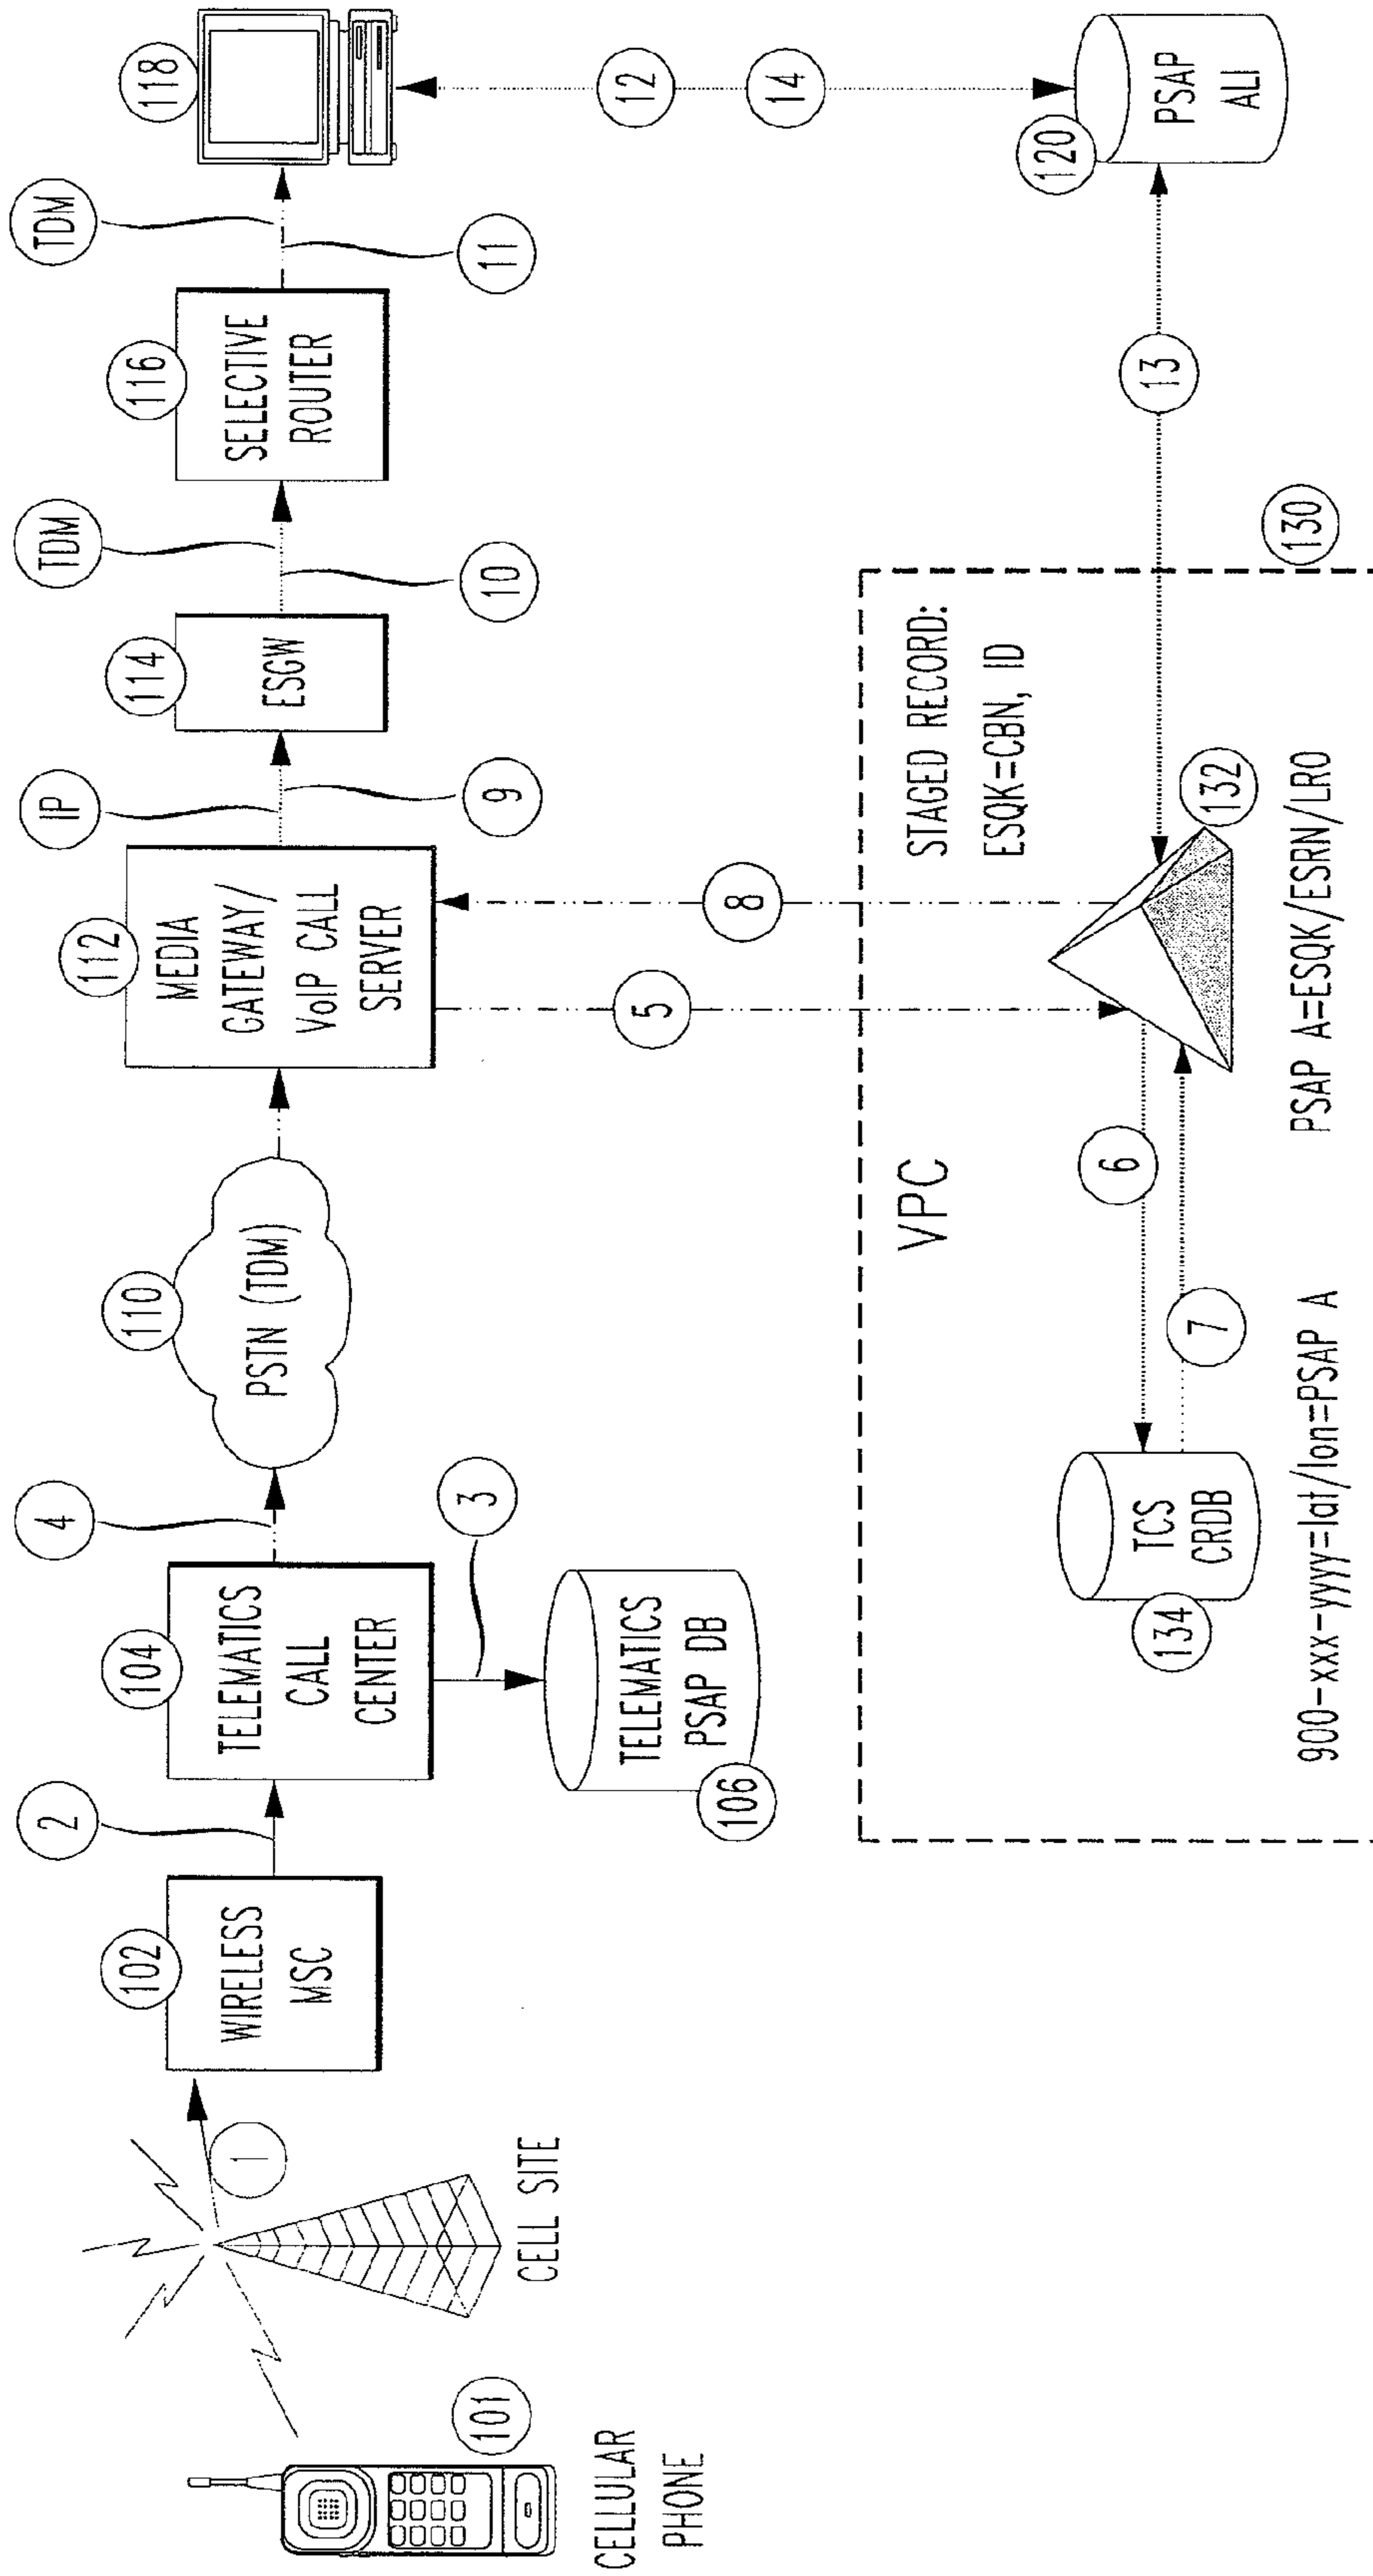 101
CELLULAR
PHONE
CELL SITE
1
102
WIRELESS
MSC
2
104
TELEMATICS
CALL
CENTER
3
TELEMATICS
PSAP DB
106
4
110
PSTN (TDM)
112
MEDIA
GATEWAY/
VoIP CALL
SERVER
5
8
IP
9
114
ESGW
TDM
10
116
SELECTIVE
ROUTER
TDM
11
118
12
14
120
PSAP
ALI
13
130
VPC
STAGED RECORD:
ESQK=CBN, ID
6
7
132
134
TCS
CRDB
900-xxx-yyyy=lat/lon=PSAP A
PSAP A=ESQK/ESRN/LRO